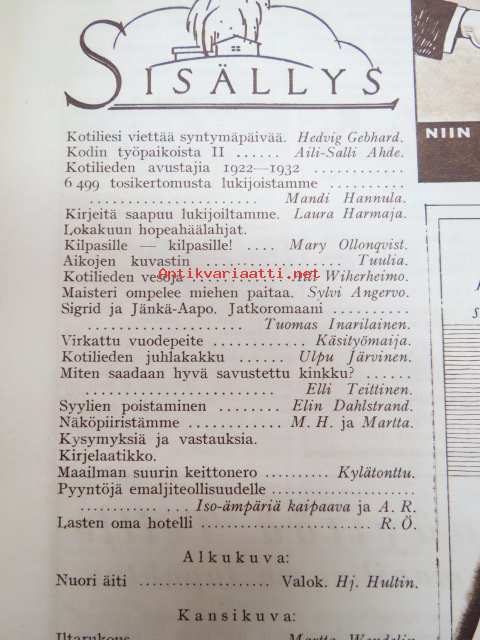 SISÄLLYS
NIIN
Kotiliesi viettää syntymäpäivää. Hedvig Gebhard.
Kodin työpaikoista II ...... Aili-Salli Ahde.
Kotilieden avustajia 1922—1932 .............
6 499 tosikertomusta lukijoistamme ..........
................... Mandi Hannula.
Kirjeitä saapuu lukijoiltamme. Laura Harmaja.
Lokakuun hopeahäälahjat.
Kilpasille — kilpasille! .... Mary Ollonqvist.
Aikojen kuvastin .................. Tuulia.
Kotilieden vesoja Wiherheimo.
Antikvariaatti.net
Maisteri ompelee miehen paitaa. Sylvi Angervo.
Sigrid ja Jänkä-Aapo. Jatkoromaani ..........
.................... Tuomas Inarilainen.
Virkattu vuodepeite ............ Käsityömaija.
Kotilieden juhlakakku ...... Ulpu Järvinen.
Miten saadaan hyvä savustettu kinkku? ......
........................ Elli Teittinen.
Syylien poistaminen ........ Elin Dahlstrand.
Näköpiiristämme ............ M. H. ja Martta.
Kysymyksiä ja vastauksia.
Kirjelaatikko.
Maailman suurin keittonero .......... Kylätonttu.
Pyyntöjä emaljiteollisuudelle ..................
........... . . . Iso-ämpäriä kaipaava ja A. R.
Lasten oma hotelli ...................... R. Ö.
Alkukuva:
Nuori äiti .................. Valok. Hj. Hultin.
Kansikuva:
Iltarukous Martta Wendelin